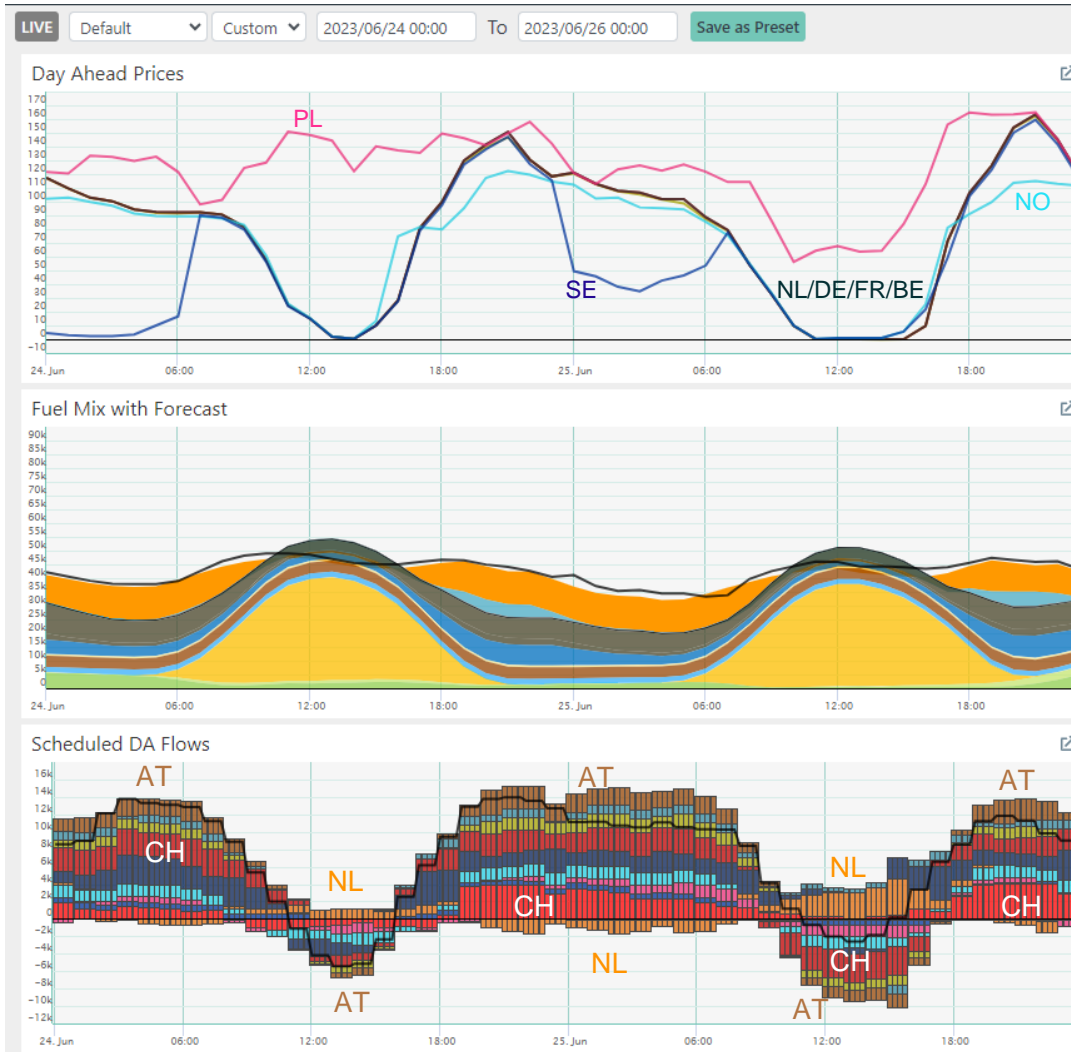 LIVE Default Custom 2023/06/24 00:00 To 2023/06/26 00:00 Save as Preset
Day Ahead Prices
170
160
150
140
130
120
110
100
90
80
70
60
50
40
30
20
10
0
-10
PL
NO
SE
NL/DE/FR/BE
24. Jun 06:00 12:00 18:00 25. Jun 06:00 12:00 18:00
Fuel Mix with Forecast
90k
85k
80k
75k
70k
65k
60k
55k
50k
45k
40k
35k
30k
25k
20k
15k
10k
5k
0
24. Jun 06:00 12:00 18:00 25. Jun 06:00 12:00 18:00
Scheduled DA Flows
16k
14k
12k
10k
8k
6k
4k
2k
0
-2k
-4k
-6k
-8k
-10k
-12k
AT AT AT
CH NL NL
CH CH
NL CH
AT AT
24. Jun 06:00 12:00 18:00 25. Jun 06:00 12:00 18:00